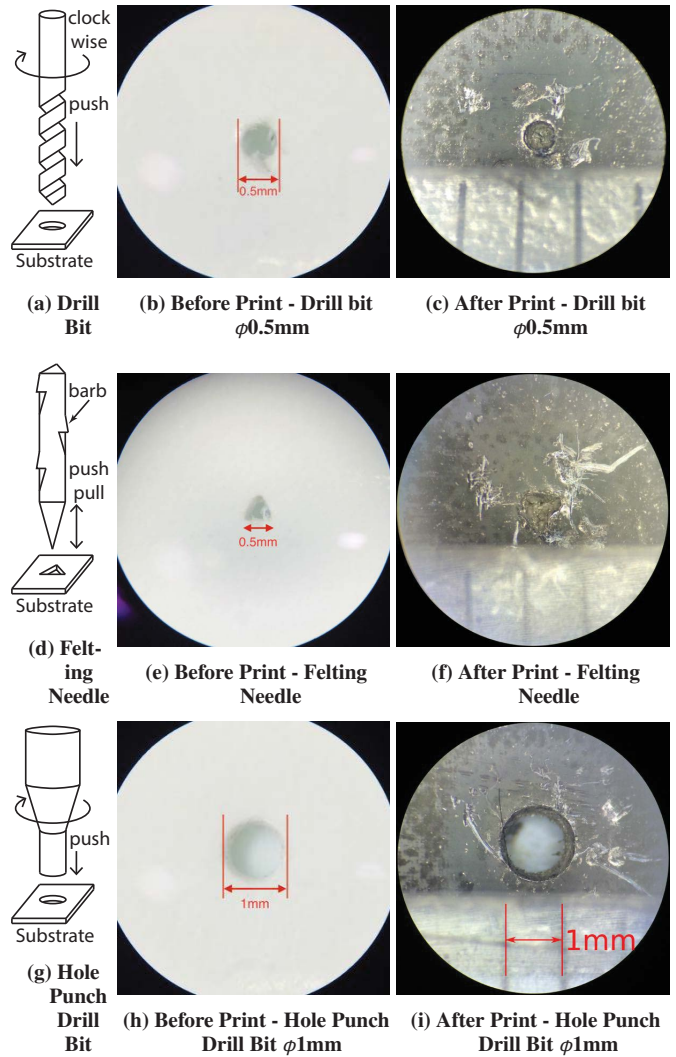 clock
wise
push
Substrate
0.5mm
(a) Drill
Bit
(b) Before Print - Drill bit
φ0.5mm
(c) After Print - Drill bit
φ0.5mm
barb
push
pull
Substrate
0.5mm
(d) Felt-
ing
Needle
(e) Before Print - Felting
Needle
(f) After Print - Felting
Needle
push
Substrate
1mm
1mm
(g) Hole
Punch
Drill
Bit
(h) Before Print - Hole Punch
Drill Bit φ1mm
(i) After Print - Hole Punch
Drill Bit φ1mm